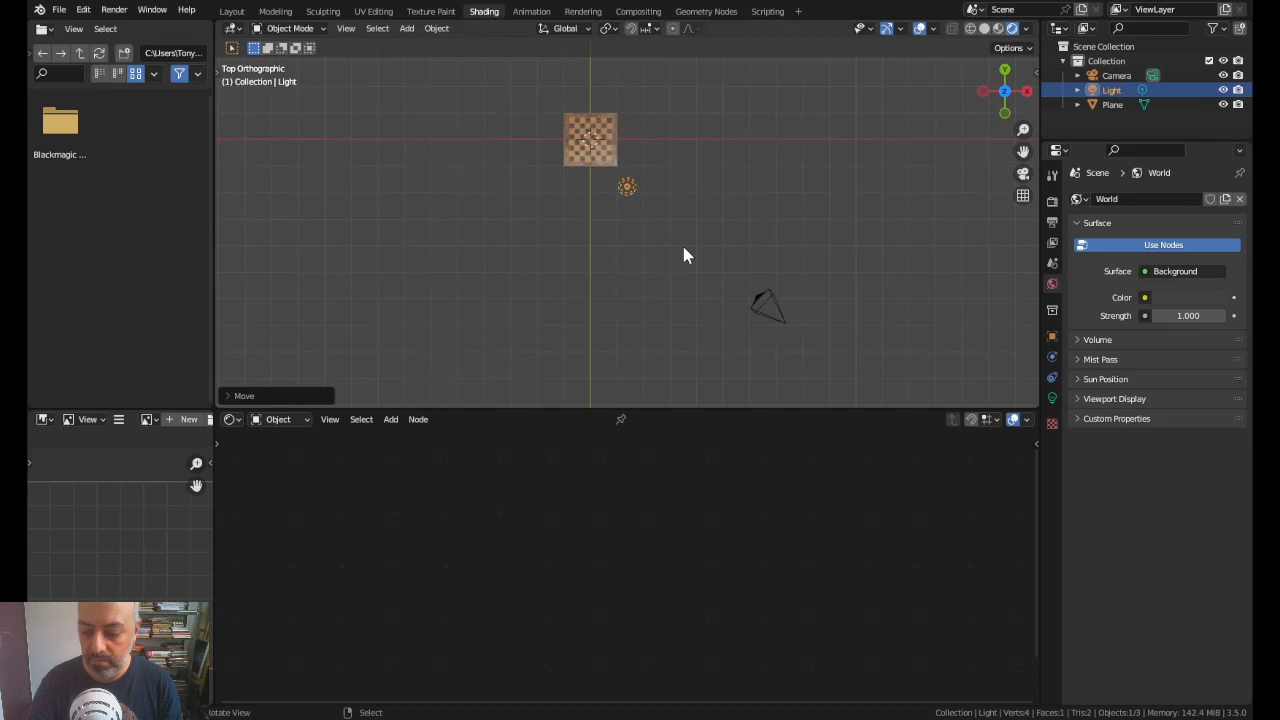 File Edit Render Window Help Layout Modeling Sculpting UV Editing Texture Paint Shading Animation Rendering Compositing Geometry Nodes Scripting + Scene ViewLayer
View Select Object Mode View Select Add Object Global
C:\Users\Tony... Options
Top Orthographic
(1) Collection | Light
Blackmagic ...
Move
Y
Z X
Scene Collection
Collection
Camera
Light
Plane
Scene > World
World
Surface
Use Nodes
Surface Background
Color
Strength 1.000
Volume
Mist Pass
Sun Position
Viewport Display
Custom Properties
View + New Object View Select Add Node
otate View Select Collection | Light | Verts:4 | Faces:1 | Tris:2 | Objects:1/3 | Memory: 142.4 MiB | 3.5.0